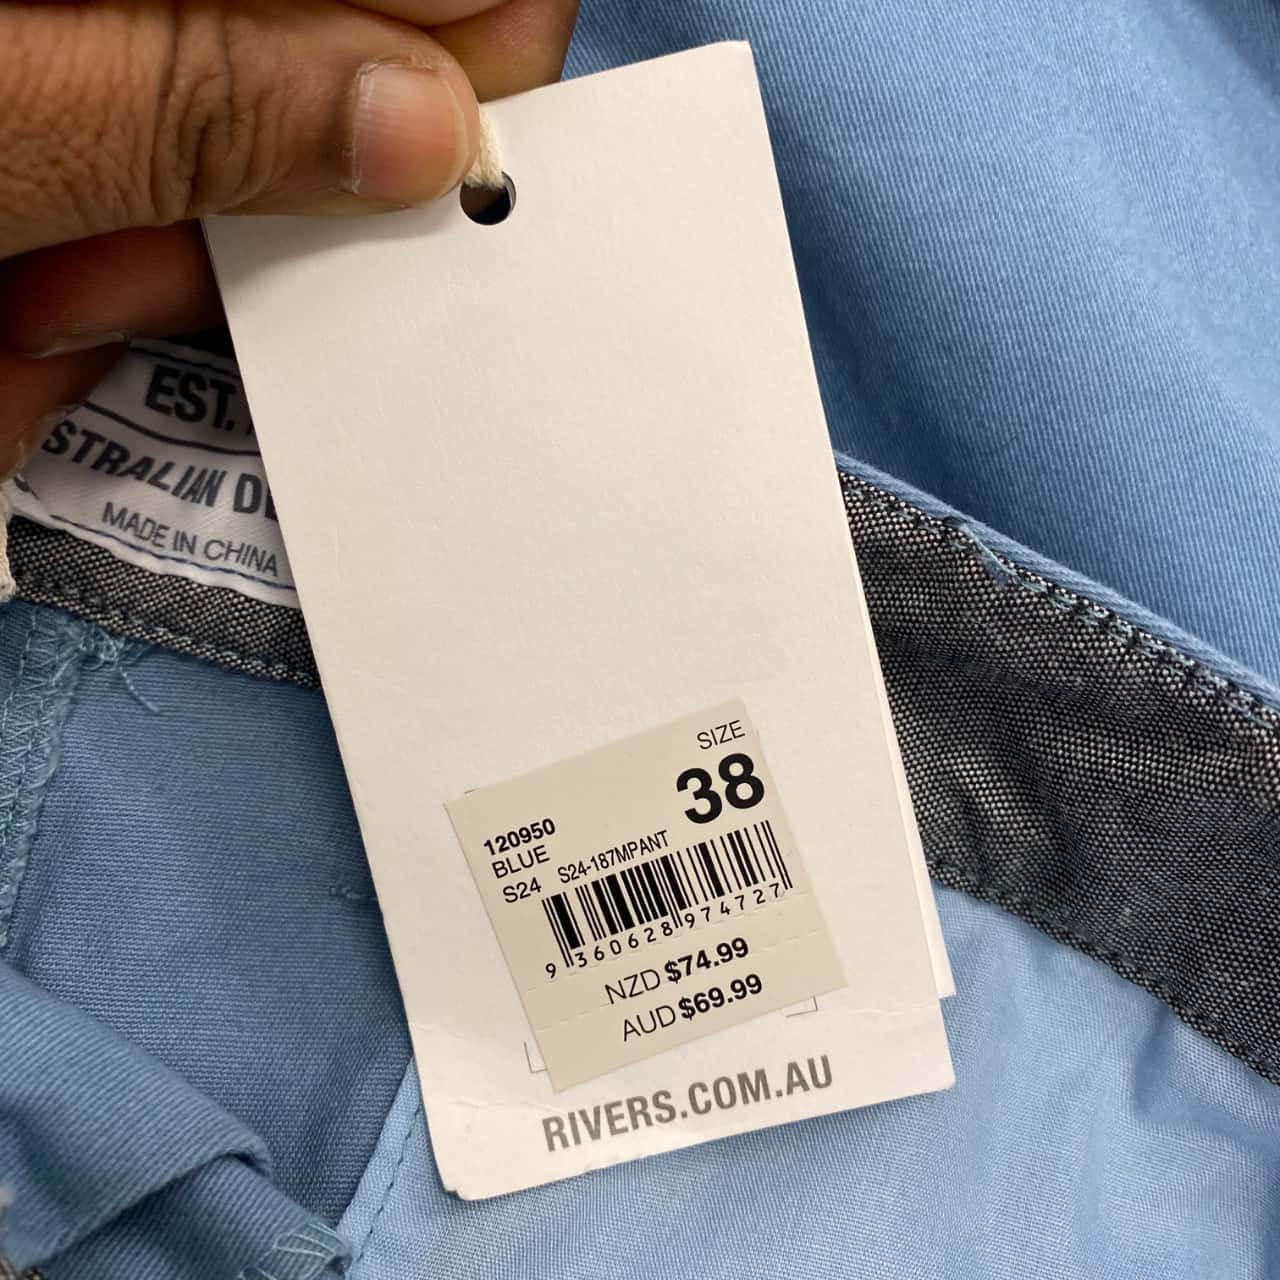 EST.
STRALIAN D
MADE IN CHINA
SIZE
38
120950
BLUE
S24 S24-187MPANT
9 360628 974727
NZD $74.99
AUD $69.99
RIVERS.COM.AU